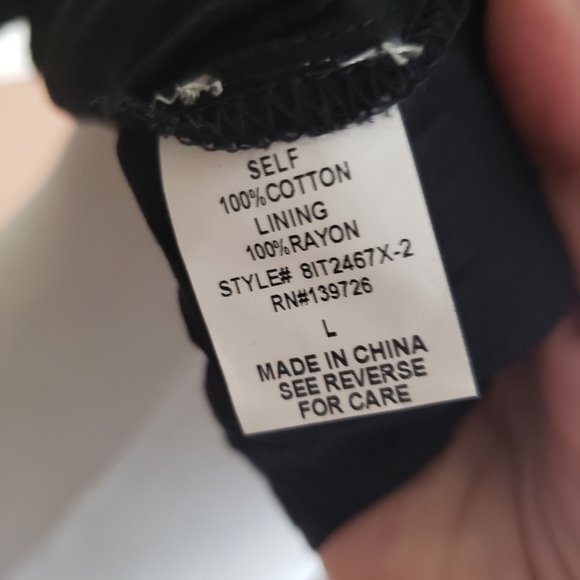 SELF
100%COTTON
LINING
100%RAYON
STYLE# 8IT2467X-2
RN#139726
L
MADE IN CHINA
SEE REVERSE
FOR CARE